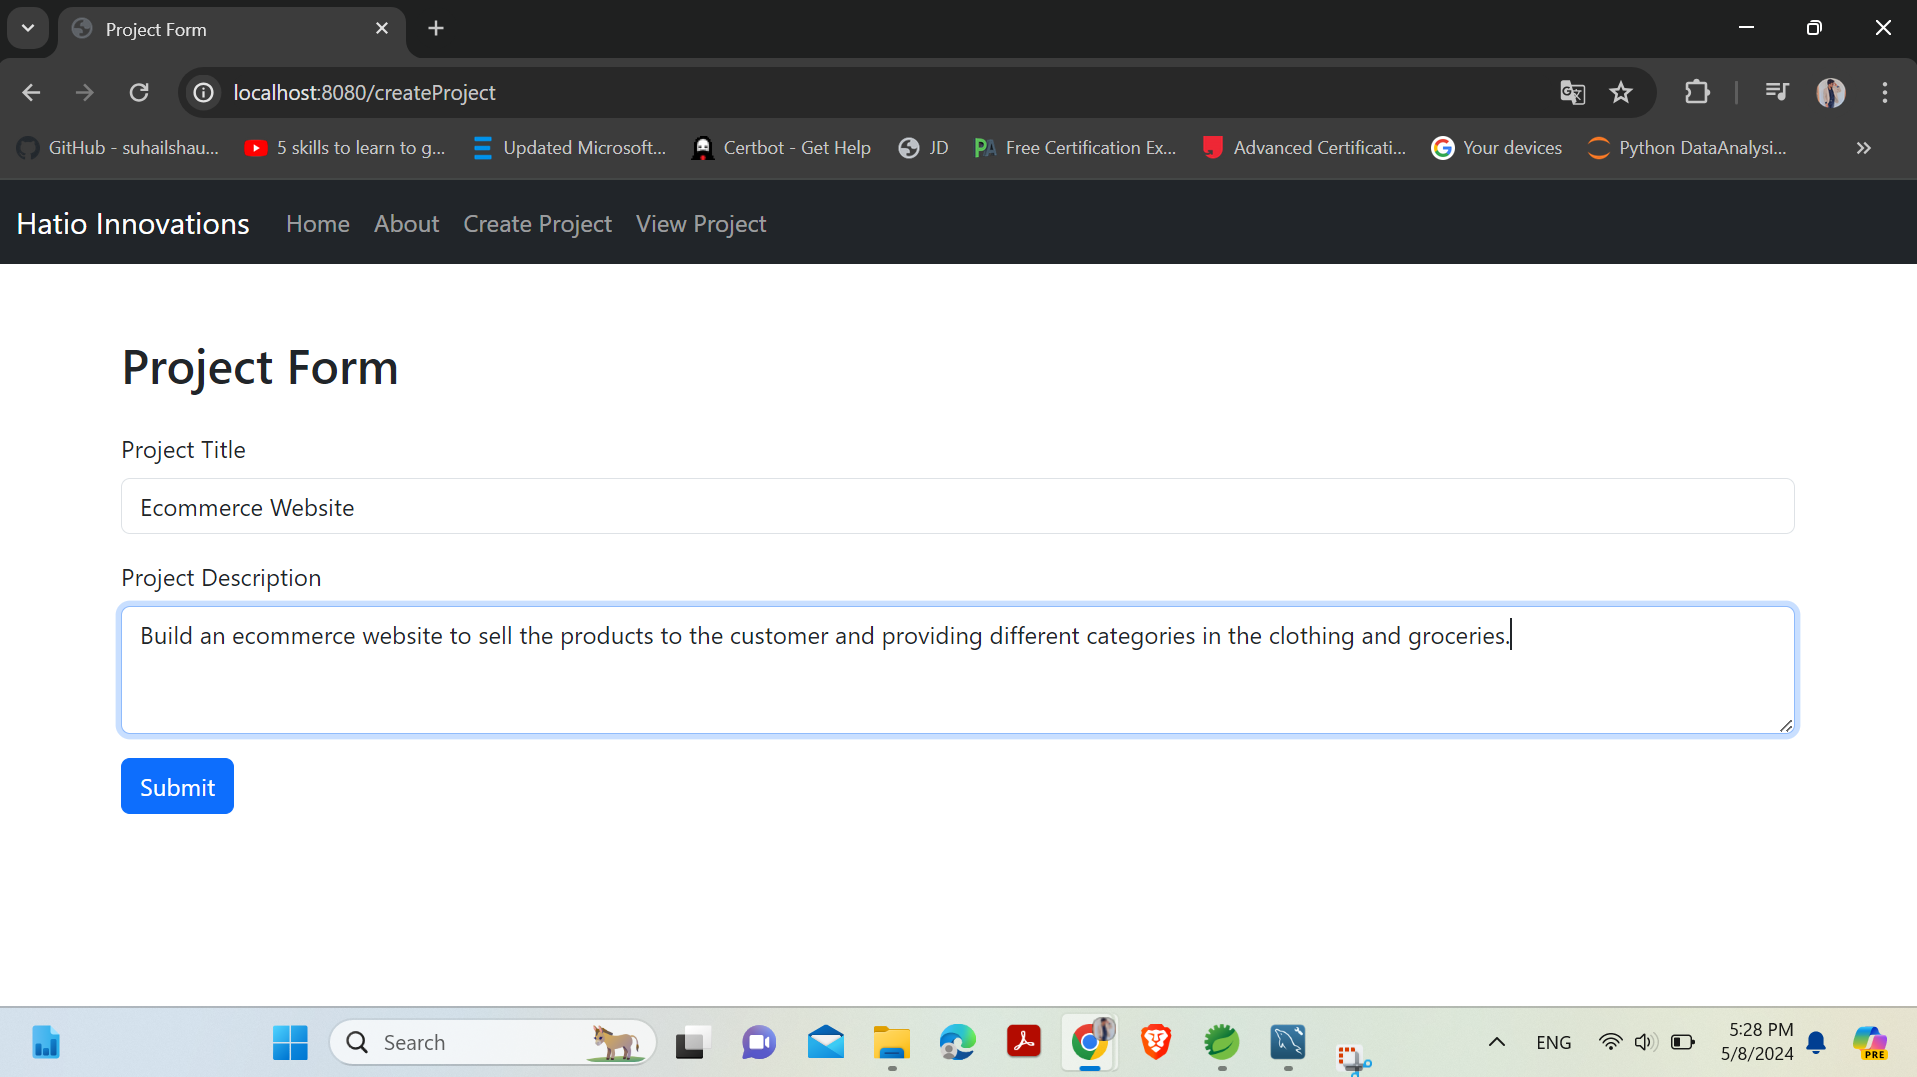 Project Form
localhost:8080/createProject
GitHub - suhailshau... 5 skills to learn to g... Updated Microsoft... Certbot - Get Help JD Free Certification Ex... Advanced Certificati... Your devices Python DataAnalysi...
Hatio Innovations Home About Create Project View Project
Project Form
Project Title
Ecommerce Website
Project Description
Build an ecommerce website to sell the products to the customer and providing different categories in the clothing and groceries.
Submit
Search ENG 5:28 PM
5/8/2024
PRE